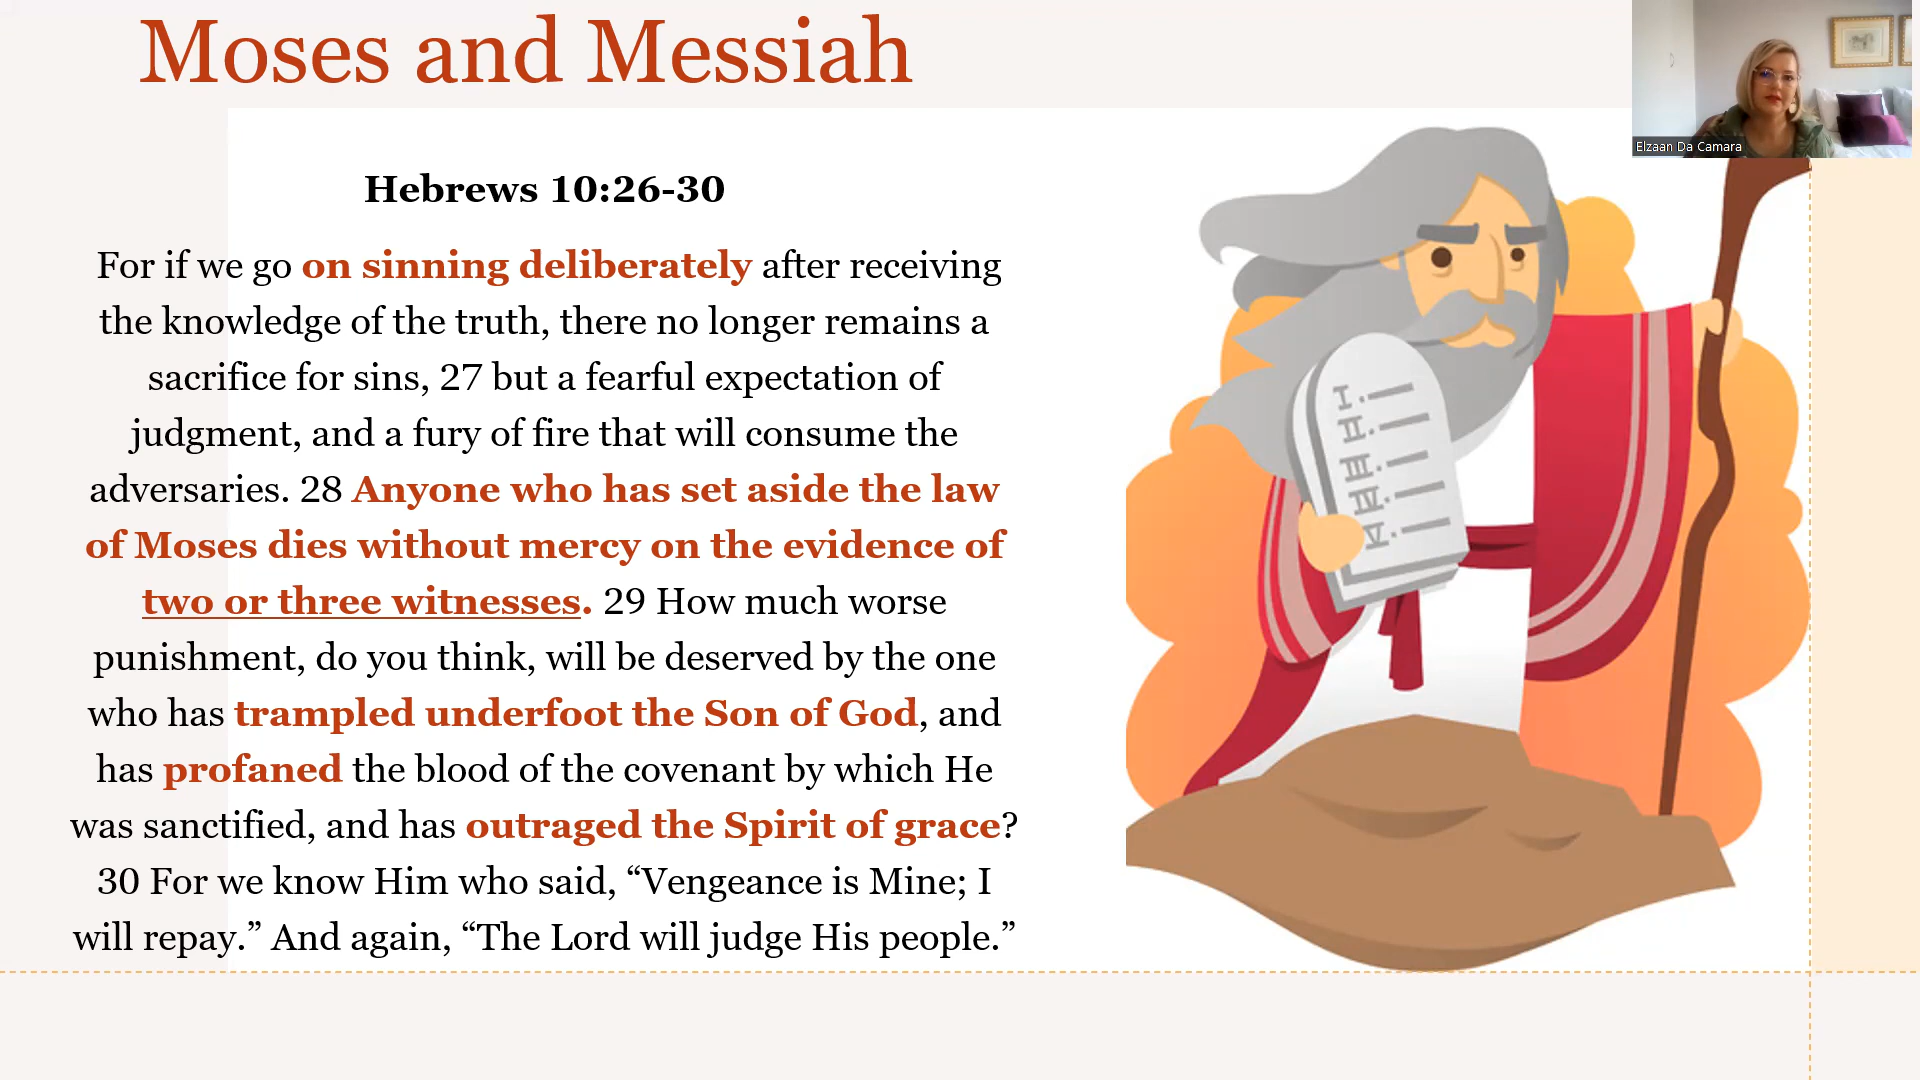 Moses and Messiah
Elzaan Da Camara
Hebrews 10:26-30
For if we go on sinning deliberately after receiving
the knowledge of the truth, there no longer remains a
sacrifice for sins, 27 but a fearful expectation of
judgment, and a fury of fire that will consume the
adversaries. 28 Anyone who has set aside the law
of Moses dies without mercy on the evidence of
two or three witnesses. 29 How much worse
punishment, do you think, will be deserved by the one
who has trampled underfoot the Son of God, and
has profaned the blood of the covenant by which He
was sanctified, and has outraged the Spirit of grace?
30 For we know Him who said, “Vengeance is Mine; I
will repay.” And again, “The Lord will judge His people.”